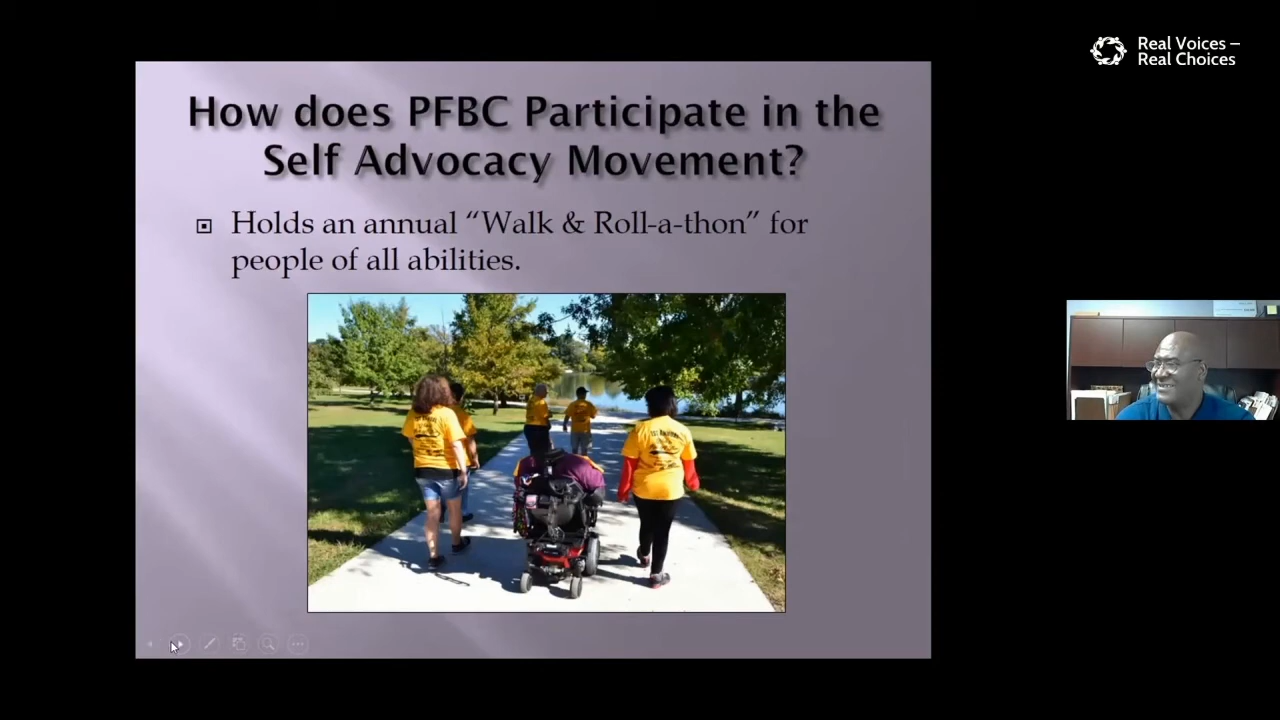 Real Voices –
Real Choices
How does PFBC Participate in the
Self Advocacy Movement?
Holds an annual “Walk & Roll-a-thon” for
people of all abilities.